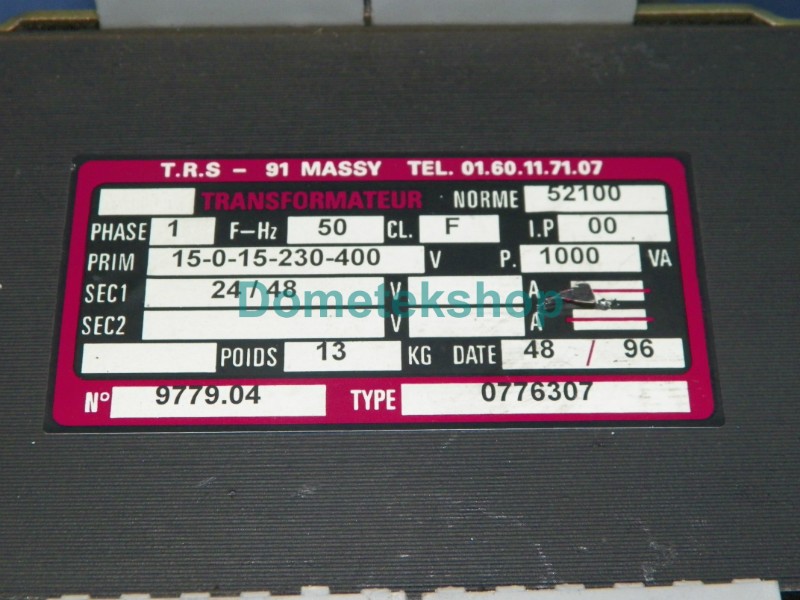 T.R.S - 91 MASSY TEL. 01.60.11.71.07
TRANSFORMATEUR NORME 52100
PHASE 1 F-Hz 50 CL. F I.P 00
PRIM 15-0-15-230-400 V P. 1000 VA
SEC1 24 / 48 V A
SEC2 V A
POIDS 13 KG DATE 48 / 96
N° 9779.04 TYPE 0776307
Dometekshop